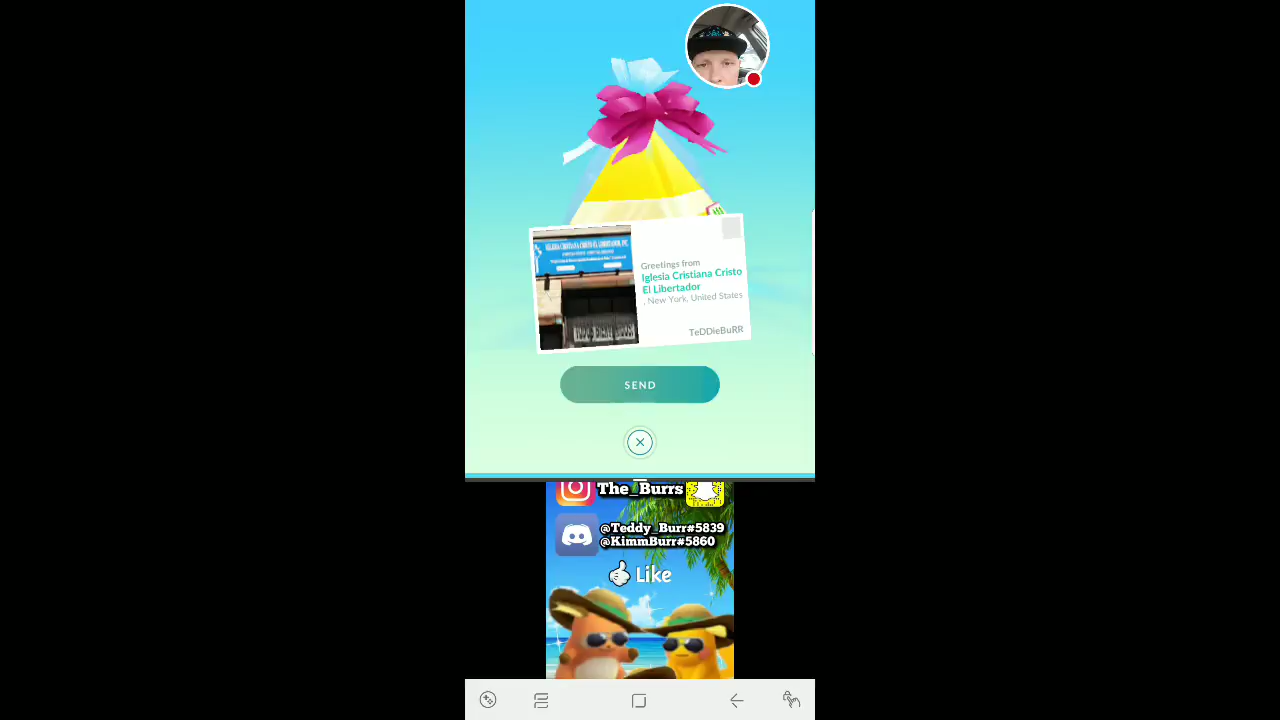 Greetings from
Iglesia Cristiana Cristo
El Libertador
, New York, United States
TeDDieBuRR
SEND
The_Burrs
@Teddy_Burr#5839
@KimmBurr#5860
Like